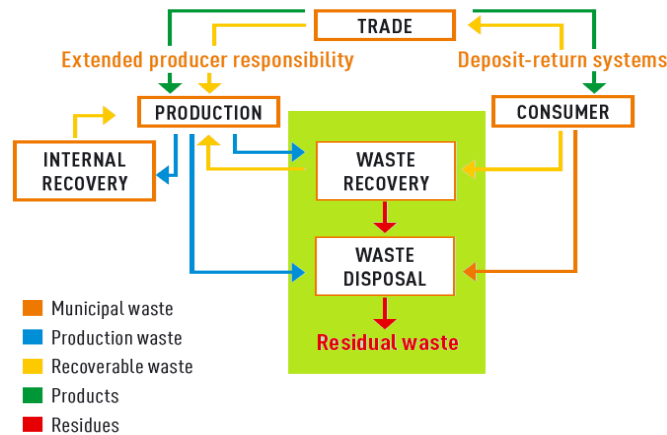 TRADE
Extended producer responsibility
Deposit-return systems
PRODUCTION
CONSUMER
INTERNAL
RECOVERY
WASTE
RECOVERY
WASTE
DISPOSAL
Residual waste
Municipal waste
Production waste
Recoverable waste
Products
Residues